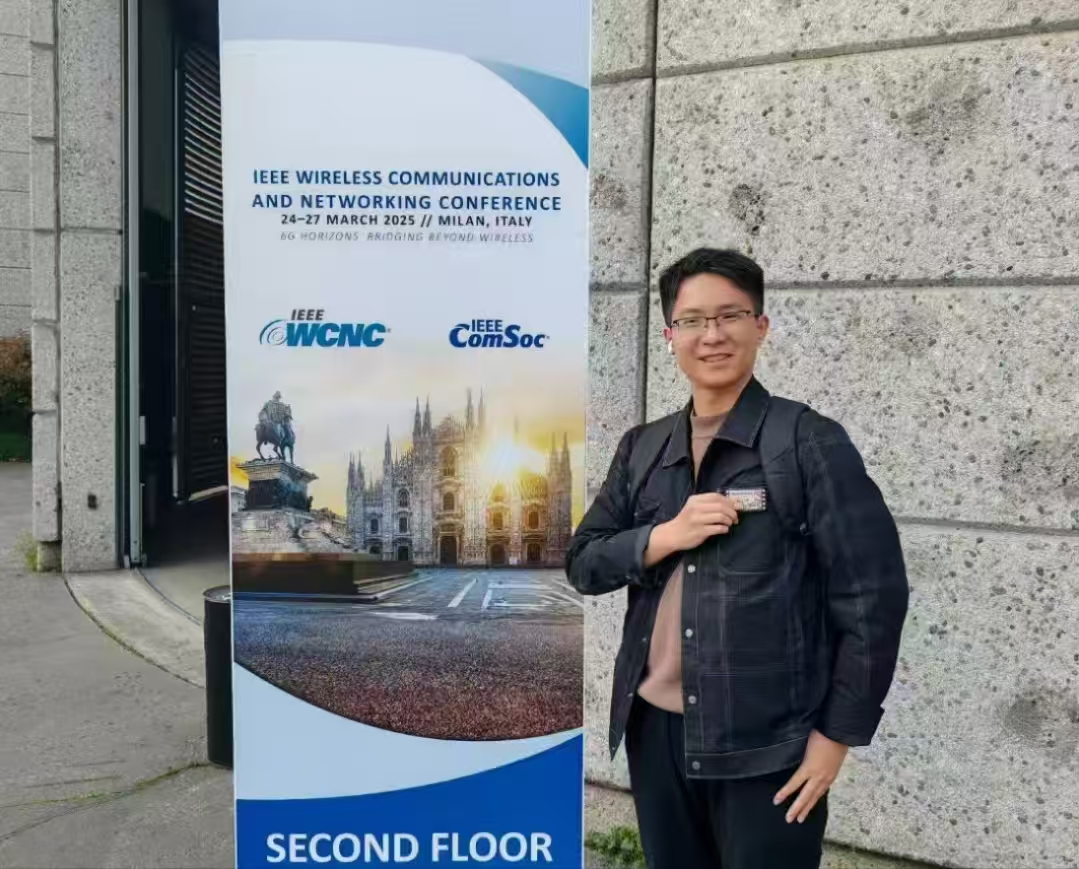 IEEE WIRELESS COMMUNICATIONS
AND NETWORKING CONFERENCE
24–27 MARCH 2025 // MILAN, ITALY
6G HORIZONS: BRIDGING BEYOND WIRELESS
IEEE
WCNC
IEEE
ComSoc
SECOND FLOOR